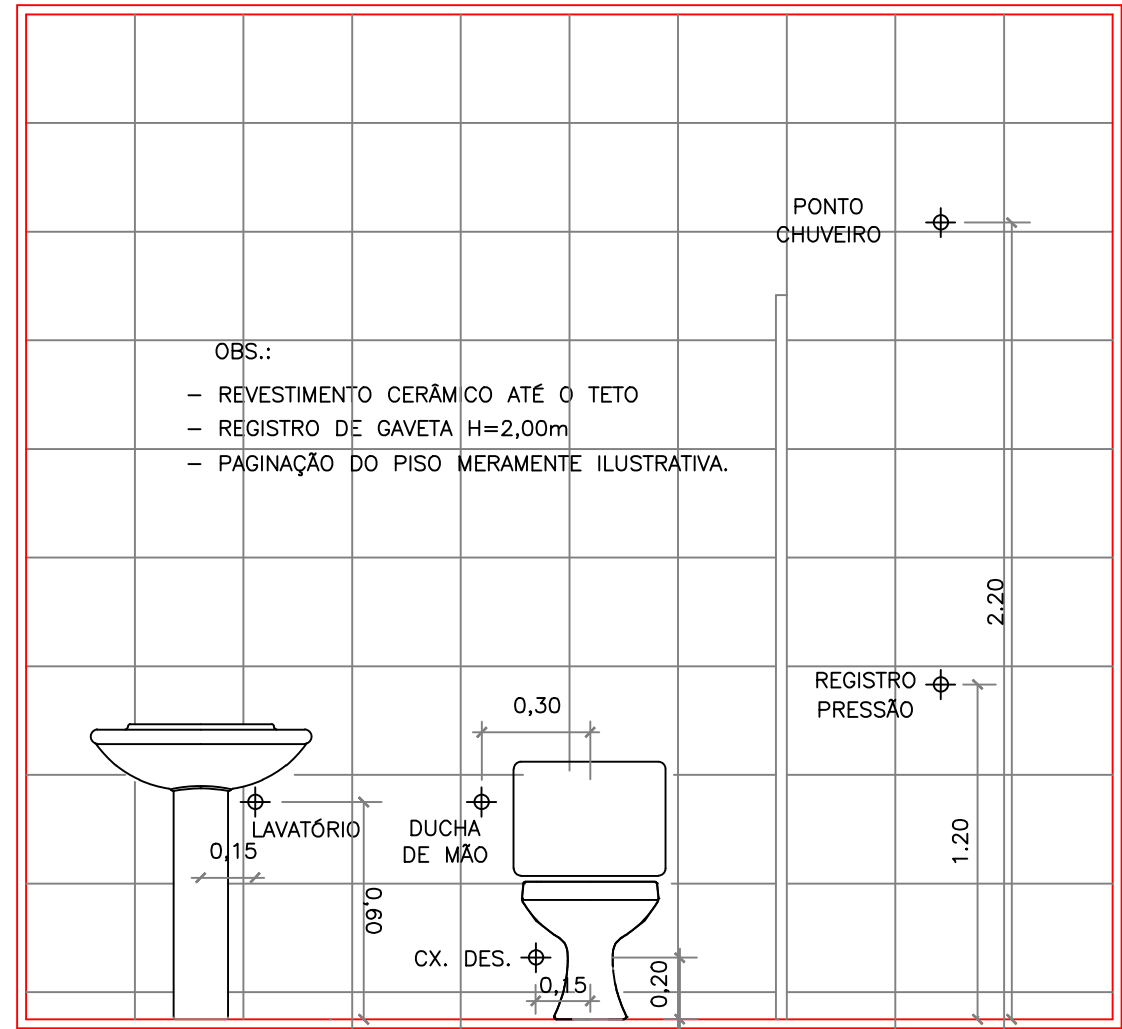 PONTO
CHUVEIRO
OBS.:
– REVESTIMENTO CERÂMICO ATÉ O TETO
– REGISTRO DE GAVETA H=2,00m
– PAGINAÇÃO DO PISO MERAMENTE ILUSTRATIVA.
2.20
REGISTRO
PRESSÃO
0,30
LAVATÓRIO
DUCHA
DE MÃO
0,15
1.20
0,60
CX. DES.
0,15
0,20